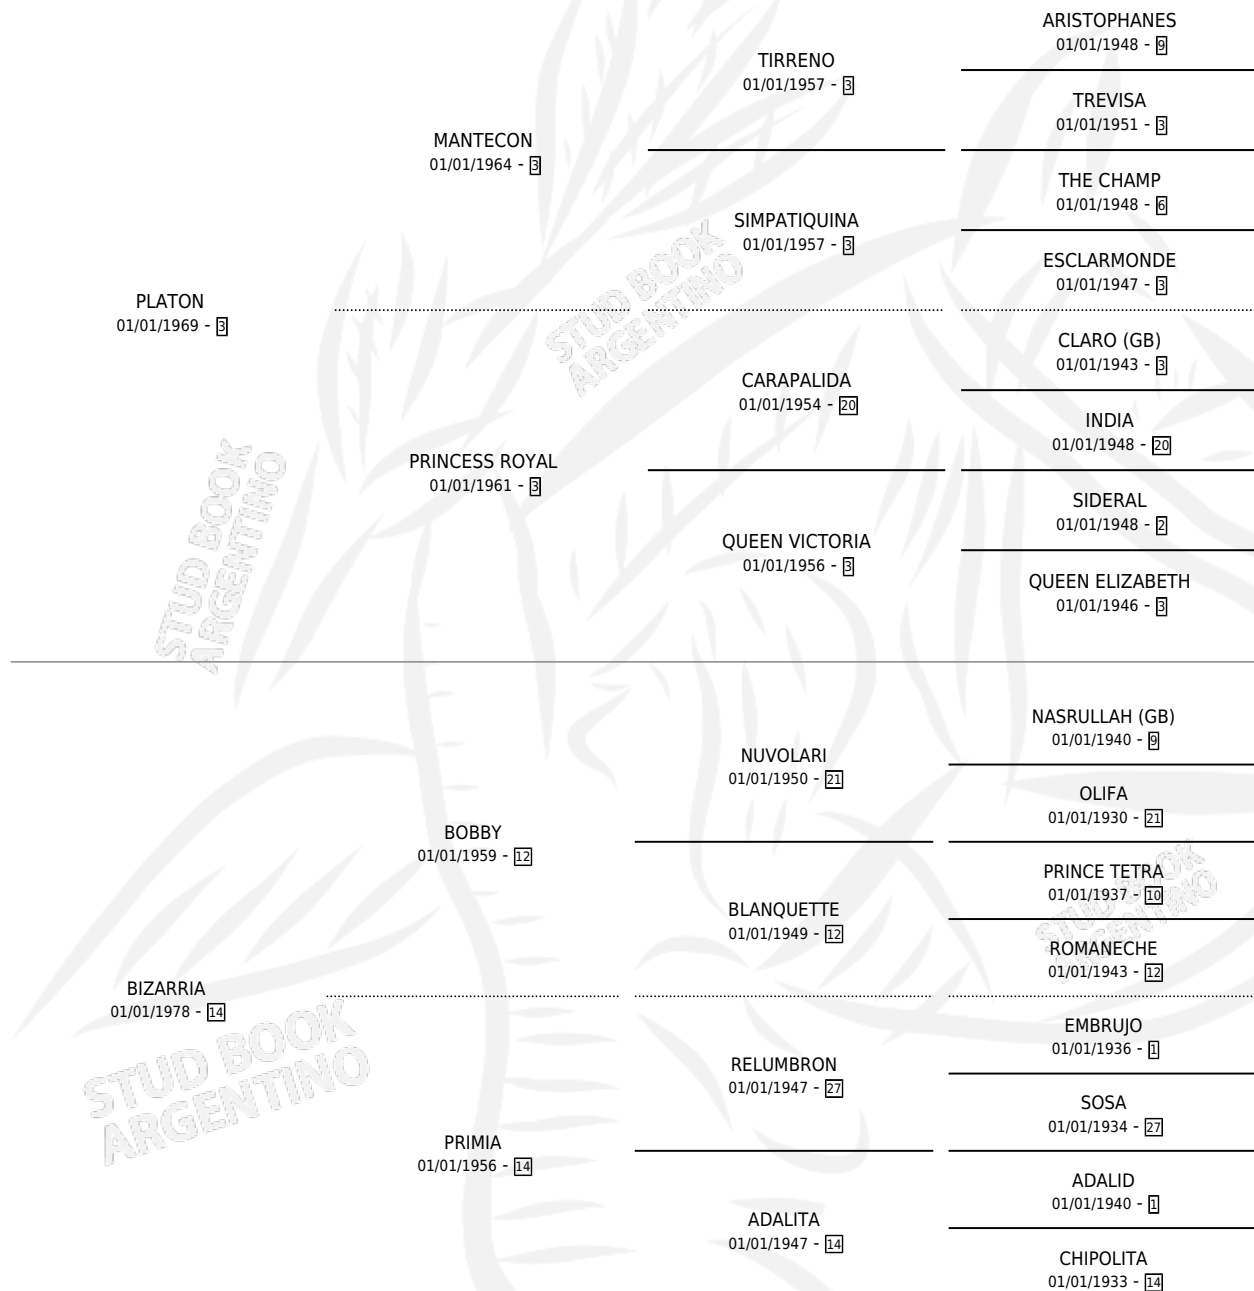 ARISTOPHANES
01/01/1948 - 9
TIRRENO
01/01/1957 - 3
TREVISA
01/01/1951 - 3
MANTECON
01/01/1964 - 3
THE CHAMP
01/01/1948 - 6
SIMPATIQUINA
01/01/1957 - 3
ESCLARMONDE
01/01/1947 - 3
PLATON
01/01/1969 - 3
CLARO (GB)
01/01/1943 - 3
CARAPALIDA
01/01/1954 - 20
INDIA
01/01/1948 - 20
PRINCESS ROYAL
01/01/1961 - 3
SIDERAL
01/01/1948 - 2
QUEEN VICTORIA
01/01/1956 - 3
QUEEN ELIZABETH
01/01/1946 - 3
STUD BOOK
ARGENTINO
STUD BOOK
ARGENTINO
NASRULLAH (GB)
01/01/1940 - 9
NUVOLARI
01/01/1950 - 21
OLIFA
01/01/1930 - 21
BOBBY
01/01/1959 - 12
PRINCE TETRA
01/01/1937 - 10
BLANQUETTE
01/01/1949 - 12
ROMANECHE
01/01/1943 - 12
BIZARRIA
01/01/1978 - 14
EMBRUJO
01/01/1936 - 1
RELUMBRON
01/01/1947 - 27
SOSA
01/01/1934 - 27
PRIMIA
01/01/1956 - 14
ADALID
01/01/1940 - 1
ADALITA
01/01/1947 - 14
CHIPOLITA
01/01/1933 - 14
STUD BOOK
ARGENTINO
STUD BOOK
ARGENTINO